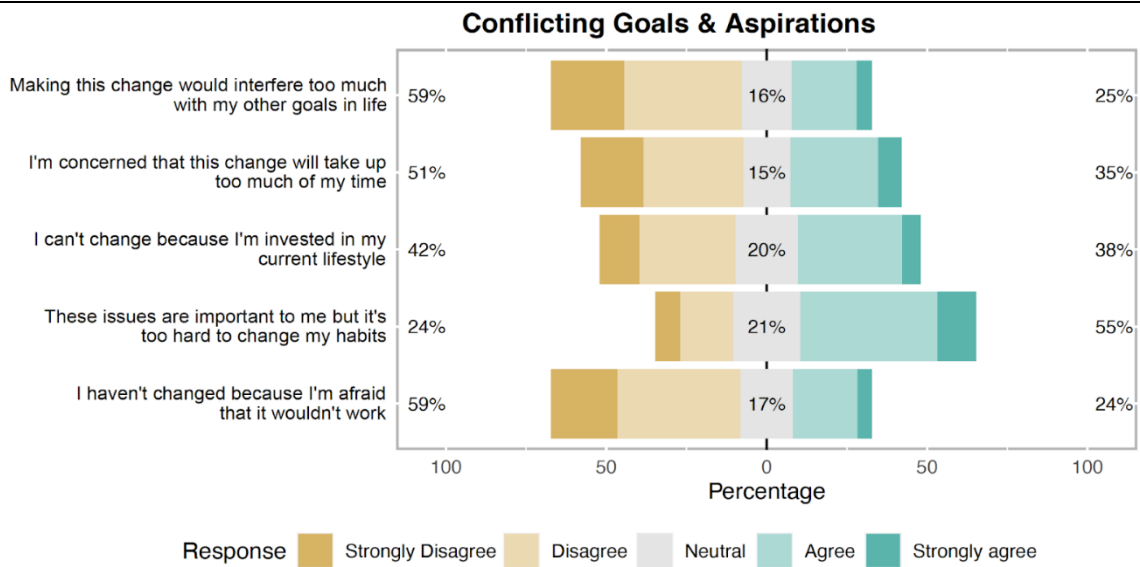 Conflicting Goals & Aspirations
Making this change would interfere too much
with my other goals in life
59%
16%
25%
I'm concerned that this change will take up
too much of my time
51%
15%
35%
I can't change because I'm invested in my
current lifestyle
42%
20%
38%
These issues are important to me but it's
too hard to change my habits
24%
21%
55%
I haven't changed because I'm afraid
that it wouldn't work
59%
17%
24%
100 50 0 50 100
Percentage
Response Strongly Disagree Disagree Neutral Agree Strongly agree